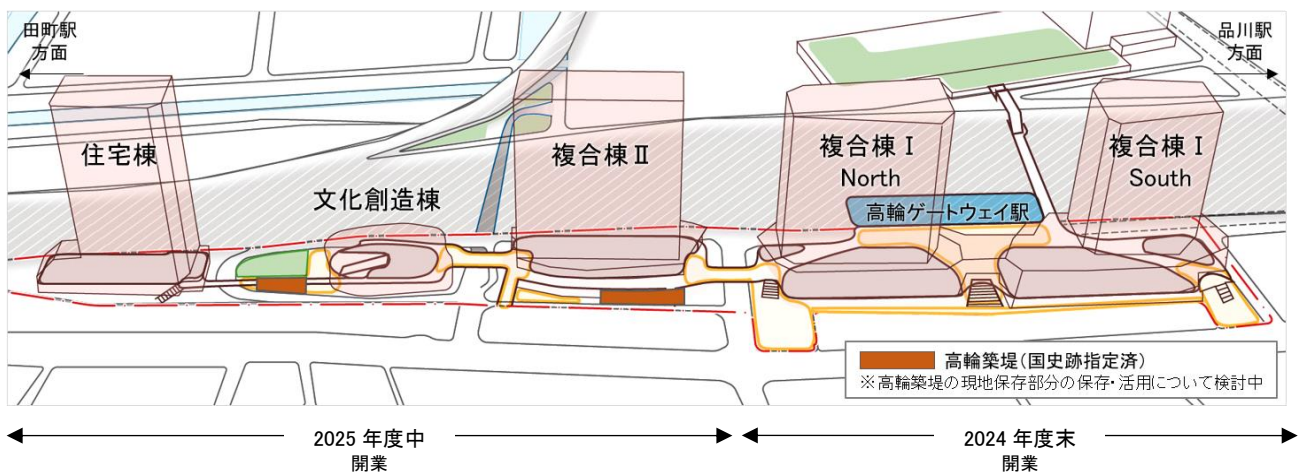 田町駅
方面
品川駅
方面
住宅棟
文化創造棟
複合棟Ⅱ
複合棟Ⅰ
North
複合棟Ⅰ
South
高輪ゲートウェイ駅
高輪築堤(国史跡指定済)
※高輪築堤の現地保存部分の保存・活用について検討中
2025 年度中
開業
2024 年度末
開業